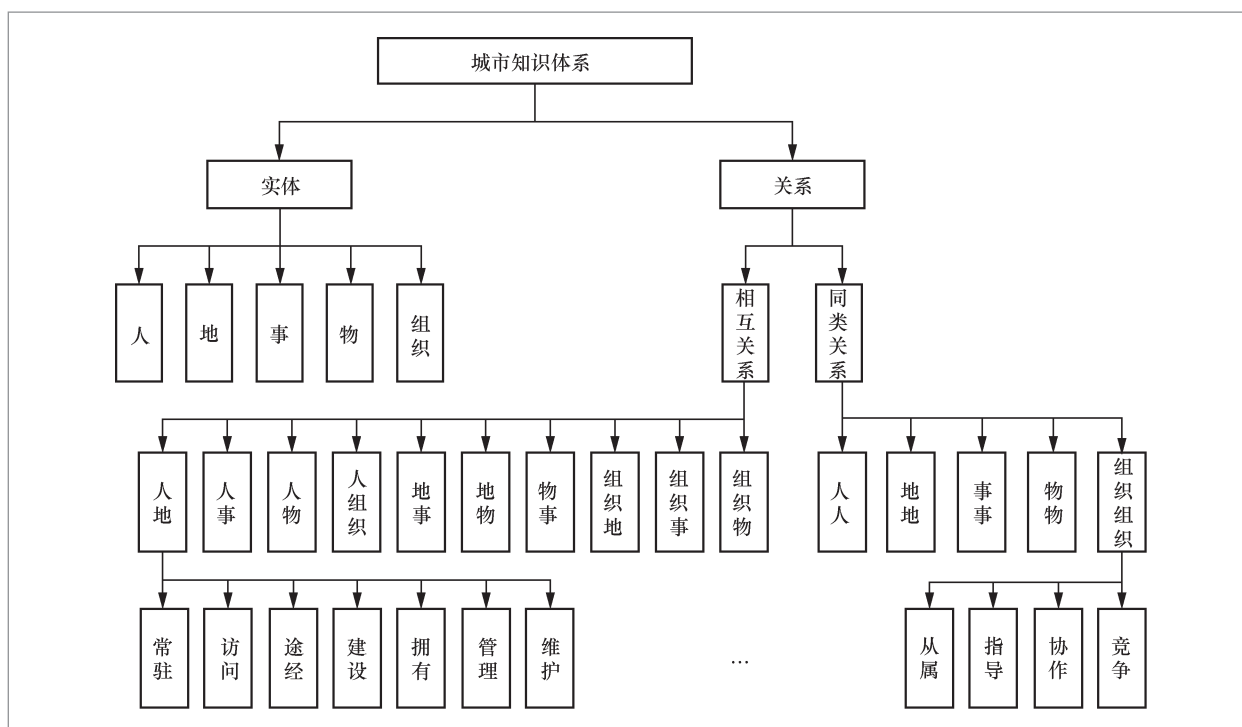 城市知识体系
实体
关系
人
地
事
物
组织
相互关系
同类关系
人地
人事
人物
人组织
地事
地物
物事
组织地
组织事
组织物
人人
地地
事事
物物
组织组织
常驻
访问
途经
建设
拥有
管理
维护
…
从属
指导
协作
竞争